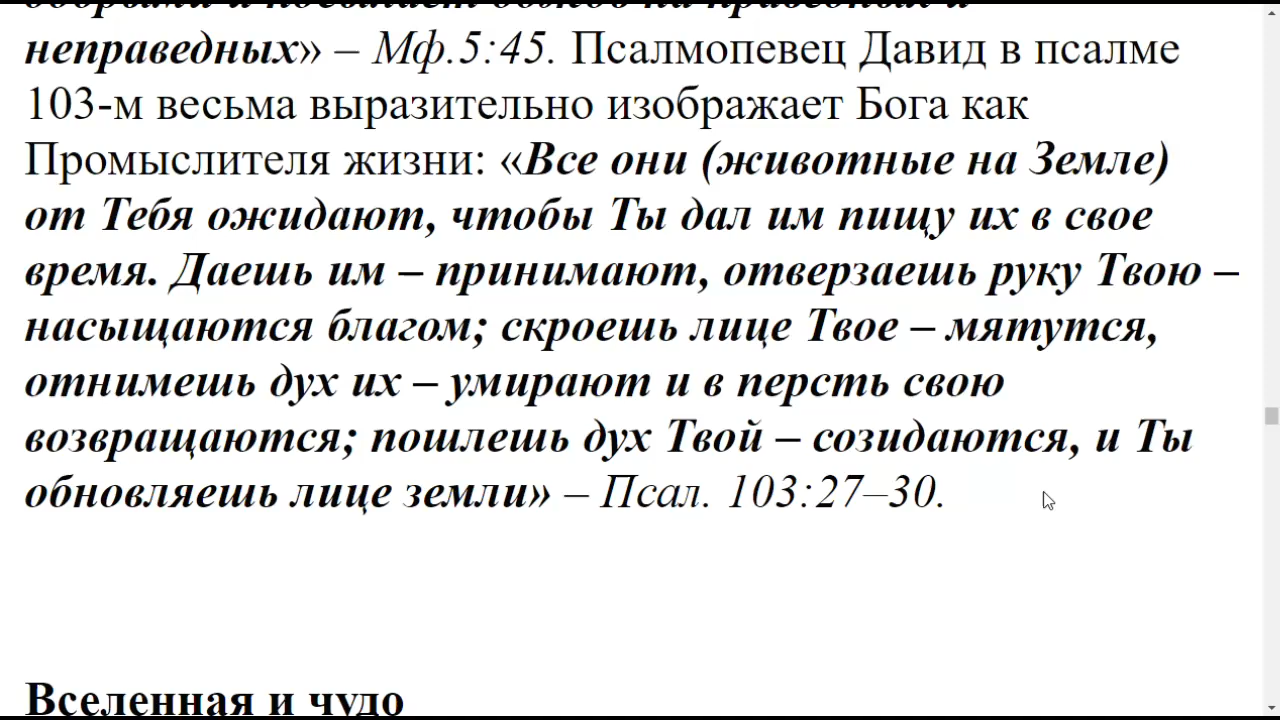 неправедных» – Мф.5:45. Псалмопевец Давид в псалме
103-м весьма выразительно изображает Бога как
Промыслителя жизни: «Все они (животные на Земле)
от Тебя ожидают, чтобы Ты дал им пищу их в свое
время. Даешь им – принимают, отверзаешь руку Твою –
насыщаются благом; скроешь лице Твое – мятутся,
отнимешь дух их – умирают и в персть свою
возвращаются; пошлешь дух Твой – созидаются, и Ты
обновляешь лице земли» – Псал. 103:27–30.
Вселенная и чудо